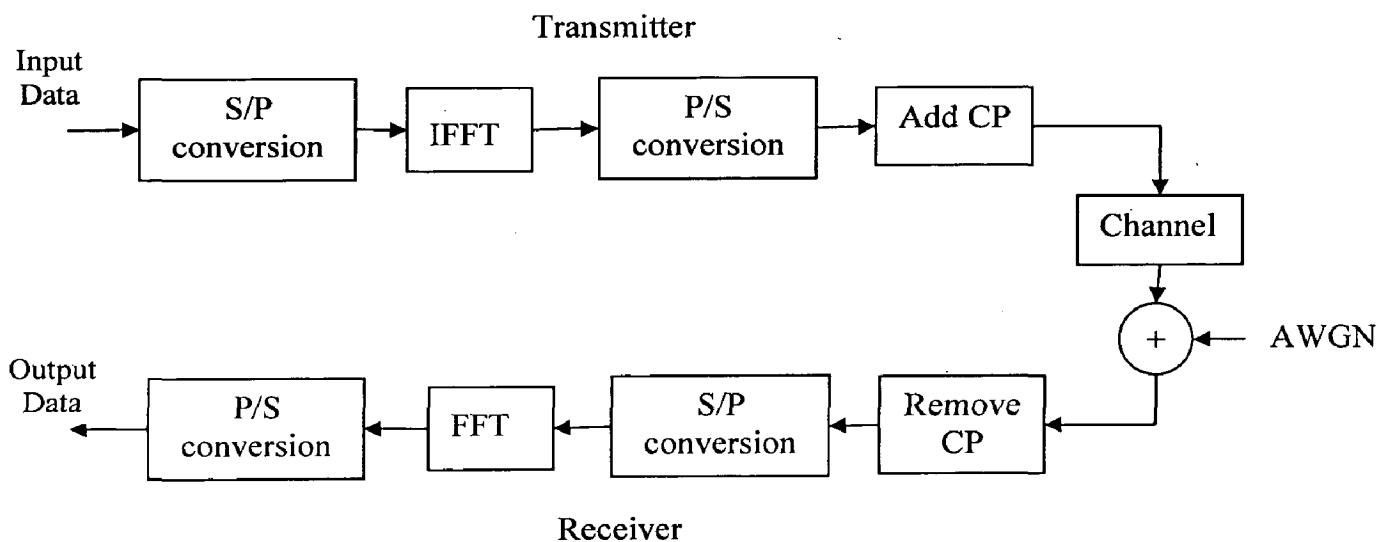 Transmitter
Input
Data
S/P
conversion
IFFT
P/S
conversion
Add CP
Channel
+
AWGN
Remove
CP
S/P
conversion
FFT
P/S
conversion
Output
Data
Receiver